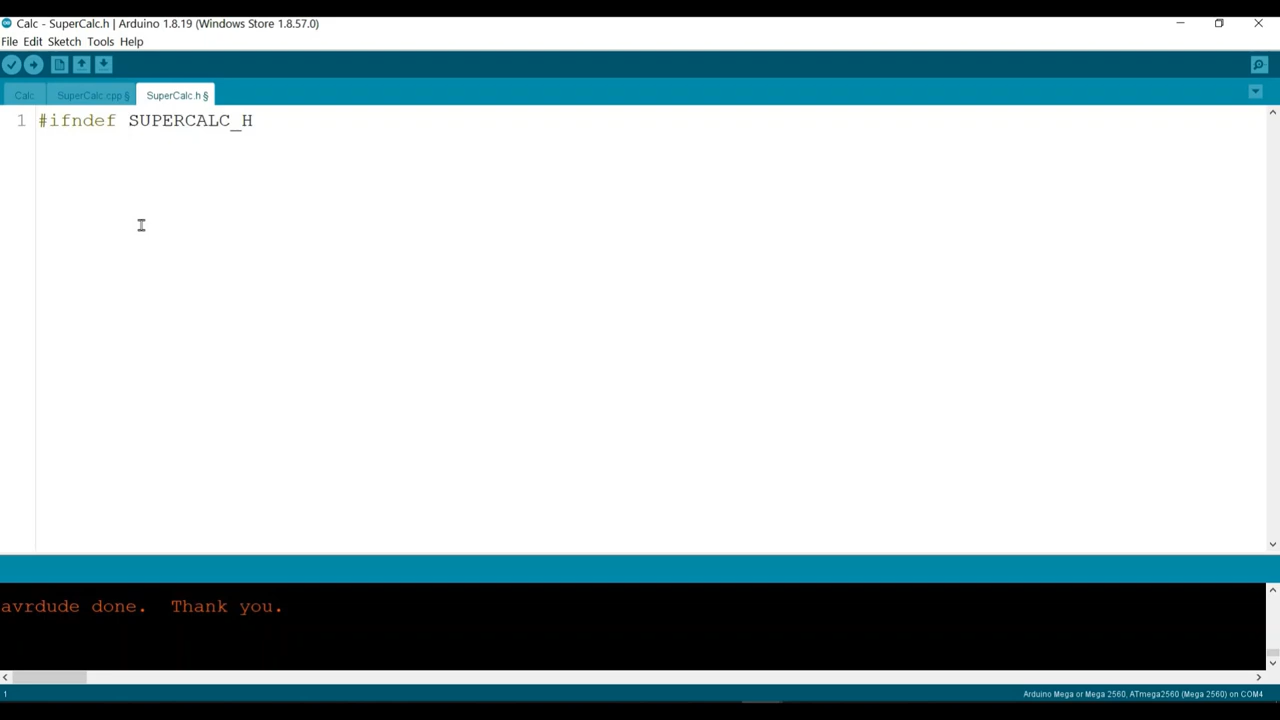 Calc - SuperCalc.h | Arduino 1.8.19 (Windows Store 1.8.57.0)
File Edit Sketch Tools Help
Calc SuperCalc.cpp § SuperCalc.h §
1 #ifndef SUPERCALC_H
avrdude done.  Thank you.
1 Arduino Mega or Mega 2560, ATmega2560 (Mega 2560) on COM4